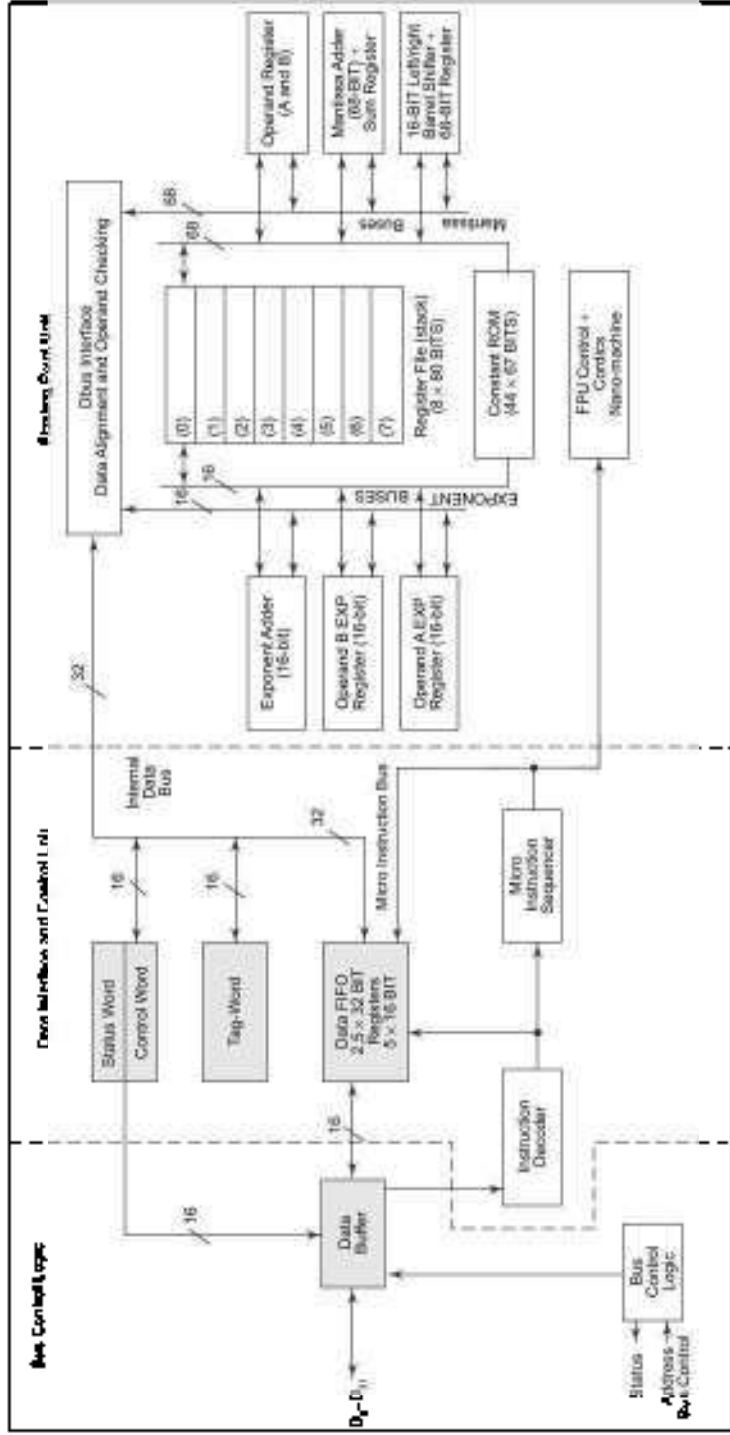 Bus Control Logic
Data Interface and Control Unit
Floating Point Unit
Status Word
Control Word
Tag-Word
Data FIFO
2.5 × 32 BIT
Registers
5 × 16 BIT
Data
Buffer
Instruction
Decoder
Micro
Instruction
Sequencer
Bus
Control
Logic
Status
Address
Bus Control
16
16
16
16
32
32
Internal
Data
Bus
Micro Instruction Bus
Dbus Interface
Data Alignment and Operand Checking
Exponent Adder
(16-bit)
Operand B EXP
Register (16-bit)
Operand A EXP
Register (16-bit)
16
16
EXPONENT
BUSES
(0)
(1)
(2)
(3)
(4)
(5)
(6)
(7)
Register File (stack)
(8 × 80 BITS)
Constant ROM
(44 × 67 BITS)
FPU Control +
Cordics
Nano-machine
68
68
BUSES
Mantissa
Operand Register
(A and B)
Mantissa Adder
(68-BIT) +
Sum Register
16-BIT Left/right
Barrel Shifter +
68-BIT Register